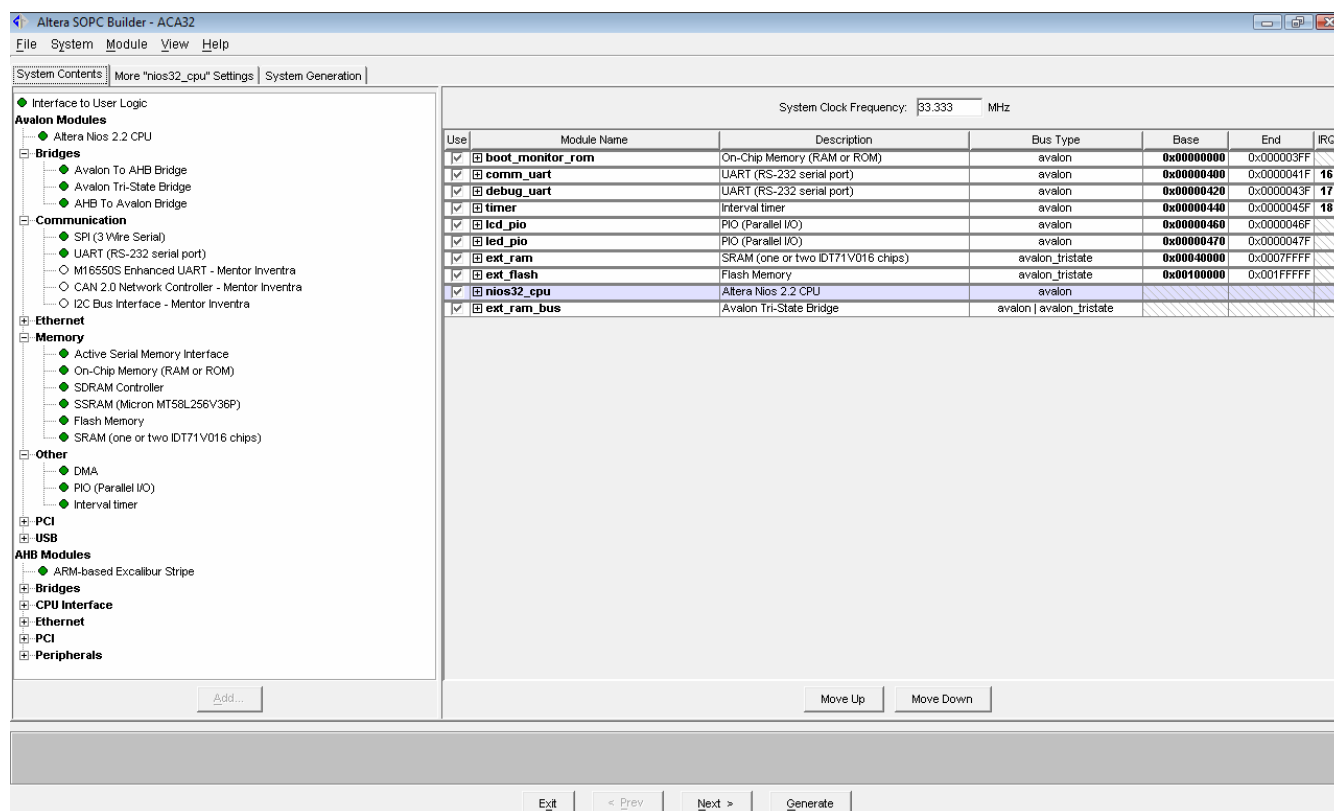 Altera SOPC Builder - ACA32
File System Module View Help
System Contents More "nios32_cpu" Settings System Generation
Interface to User Logic
Avalon Modules
Altera Nios 2.2 CPU
Bridges
Avalon To AHB Bridge
Avalon Tri-State Bridge
AHB To Avalon Bridge
Communication
SPI (3 Wire Serial)
UART (RS-232 serial port)
M16550S Enhanced UART - Mentor Inventra
CAN 2.0 Network Controller - Mentor Inventra
I2C Bus Interface - Mentor Inventra
Ethernet
Memory
Active Serial Memory Interface
On-Chip Memory (RAM or ROM)
SDRAM Controller
SSRAM (Micron MT58L256V36P)
Flash Memory
SRAM (one or two IDT71V016 chips)
Other
DMA
PIO (Parallel I/O)
Interval timer
PCI
USB
AHB Modules
ARM-based Excalibur Stripe
Bridges
CPU Interface
Ethernet
PCI
Peripherals
Add...
System Clock Frequency: 33.333 MHz
Use Module Name Description Bus Type Base End IRQ
boot_monitor_rom On-Chip Memory (RAM or ROM) avalon 0x00000000 0x000003FF
comm_uart UART (RS-232 serial port) avalon 0x00000400 0x0000041F 16
debug_uart UART (RS-232 serial port) avalon 0x00000420 0x0000043F 17
timer Interval timer avalon 0x00000440 0x0000045F 18
lcd_pio PIO (Parallel I/O) avalon 0x00000460 0x0000046F
led_pio PIO (Parallel I/O) avalon 0x00000470 0x0000047F
ext_ram SRAM (one or two IDT71V016 chips) avalon_tristate 0x00040000 0x0007FFFF
ext_flash Flash Memory avalon_tristate 0x00100000 0x001FFFFF
nios32_cpu Altera Nios 2.2 CPU avalon
ext_ram_bus Avalon Tri-State Bridge avalon | avalon_tristate
Move Up Move Down
Exit < Prev Next > Generate